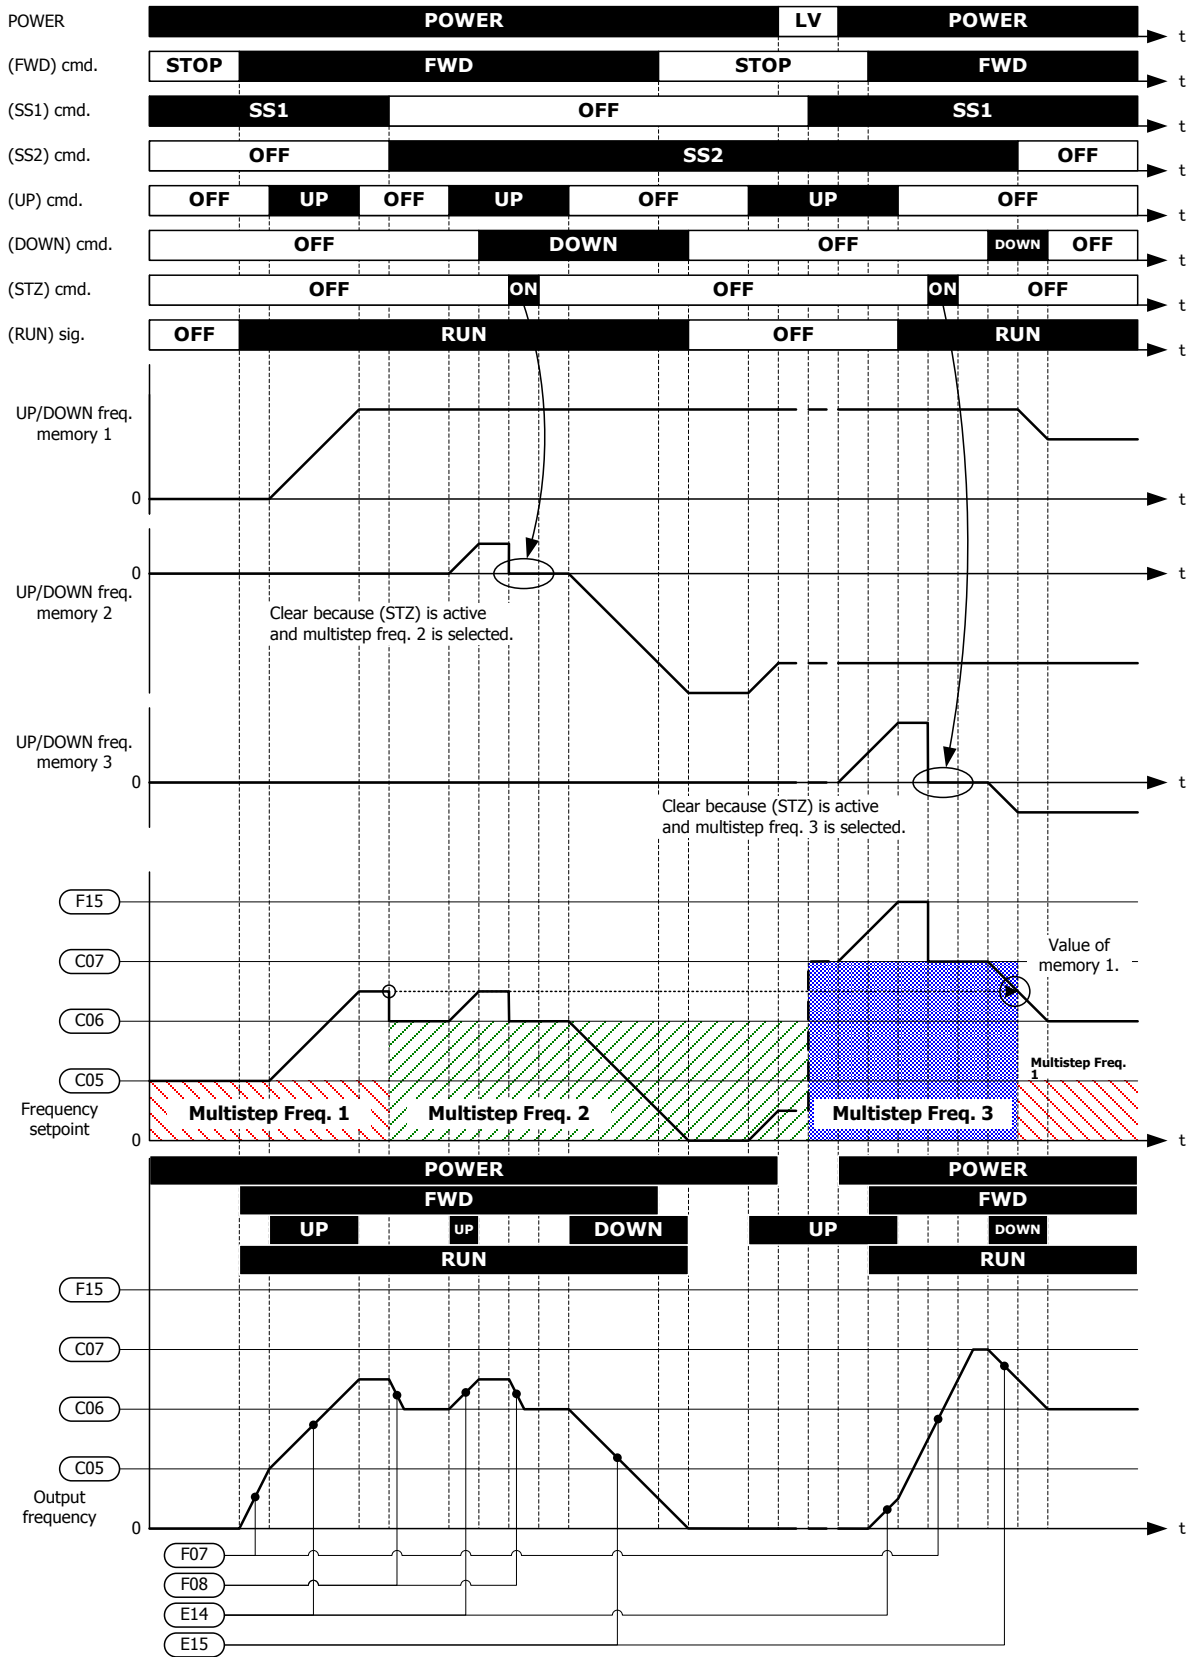 POWER POWER LV POWER t
(FWD) cmd. STOP FWD STOP FWD t
(SS1) cmd. SS1 OFF SS1 t
(SS2) cmd. OFF SS2 OFF t
(UP) cmd. OFF UP OFF UP OFF UP OFF t
(DOWN) cmd. OFF DOWN OFF DOWN OFF t
(STZ) cmd. OFF ON OFF ON OFF t
(RUN) sig. OFF RUN OFF RUN t
UP/DOWN freq.
memory 1
0 t
0 t
UP/DOWN freq.
memory 2
Clear because (STZ) is active
and multistep freq. 2 is selected.
UP/DOWN freq.
memory 3
0 t
Clear because (STZ) is active
and multistep freq. 3 is selected.
F15
C07
Value of
memory 1.
C06
C05
Multistep Freq.
1
Frequency
setpoint
Multistep Freq. 1 Multistep Freq. 2 Multistep Freq. 3
0 t
POWER POWER
FWD FWD
UP UP DOWN UP DOWN
RUN RUN
F15
C07
C06
C05
Output
frequency
0 t
F07
F08
E14
E15